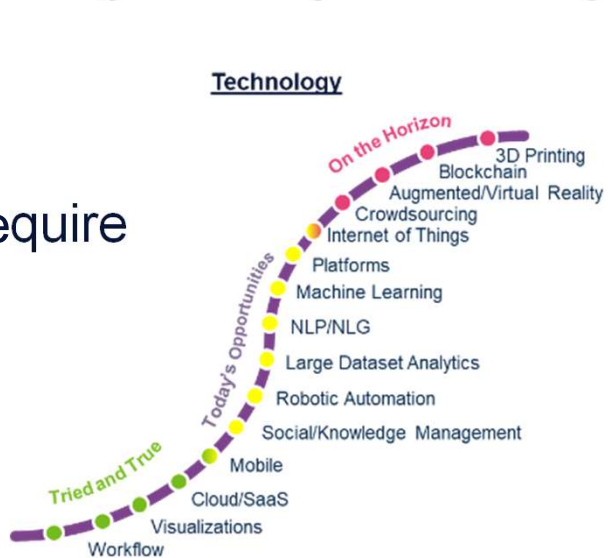 Technology
On the Horizon
3D Printing
Blockchain
Augmented/Virtual Reality
Crowdsourcing
equire
Internet of Things
Platforms
Today's Opportunities
Machine Learning
NLP/NLG
Large Dataset Analytics
Robotic Automation
Social/Knowledge Management
Tried and True
Mobile
Cloud/SaaS
Visualizations
Workflow